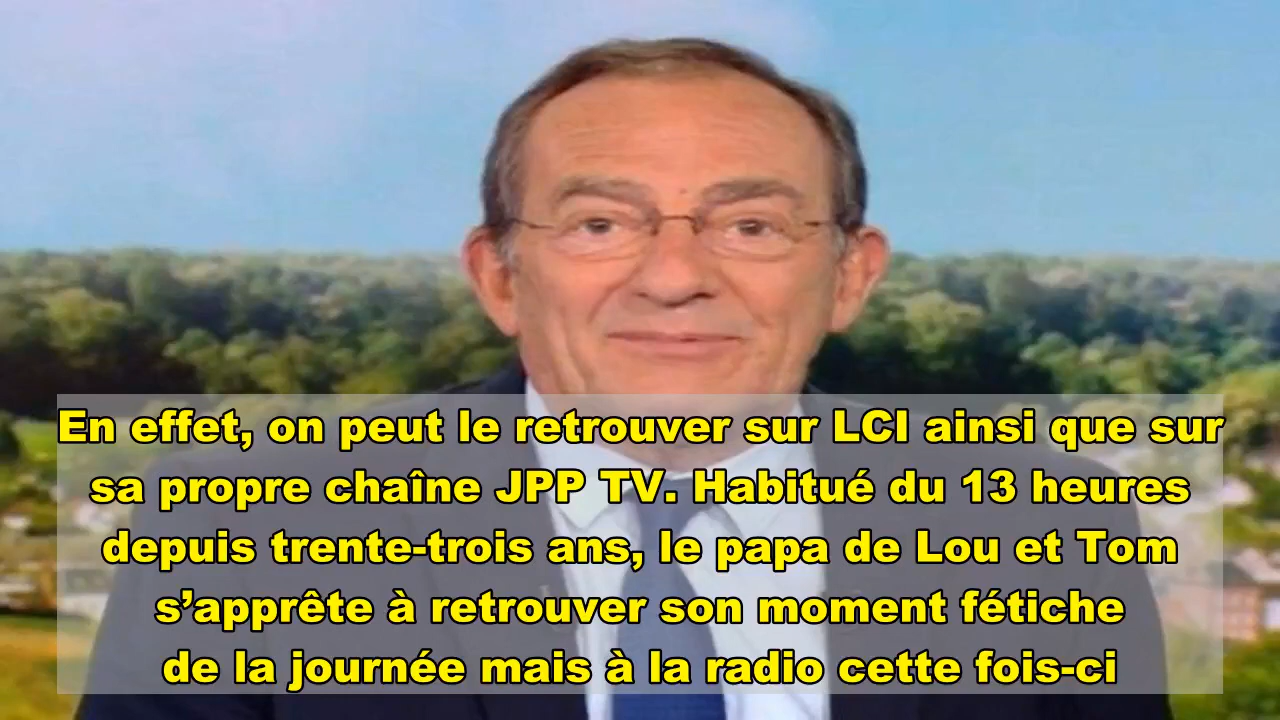 En effet, on peut le retrouver sur LCI ainsi que sur
sa propre chaîne JPP TV. Habitué du 13 heures
depuis trente-trois ans, le papa de Lou et Tom
s’apprête à retrouver son moment fétiche
de la journée mais à la radio cette fois-ci